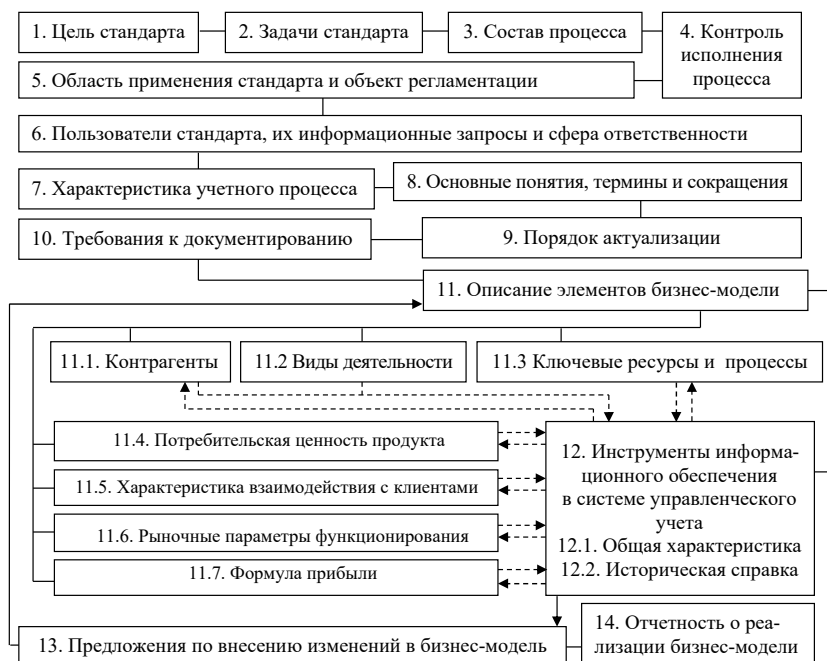 1. Цель стандарта
2. Задачи стандарта
3. Состав процесса
4. Контроль
исполнения
процесса
5. Область применения стандарта и объект регламентации
6. Пользователи стандарта, их информационные запросы и сфера ответственности
7. Характеристика учетного процесса
8. Основные понятия, термины и сокращения
10. Требования к документированию
9. Порядок актуализации
11. Описание элементов бизнес-модели
11.1. Контрагенты
11.2 Виды деятельности
11.3 Ключевые ресурсы и процессы
11.4. Потребительская ценность продукта
11.5. Характеристика взаимодействия с клиентами
11.6. Рыночные параметры функционирования
11.7. Формула прибыли
12. Инструменты информа-
ционного обеспечения
в системе управленческого
учета
12.1. Общая характеристика
12.2. Историческая справка
13. Предложения по внесению изменений в бизнес-модель
14. Отчетность о реа-
лизации бизнес-модели